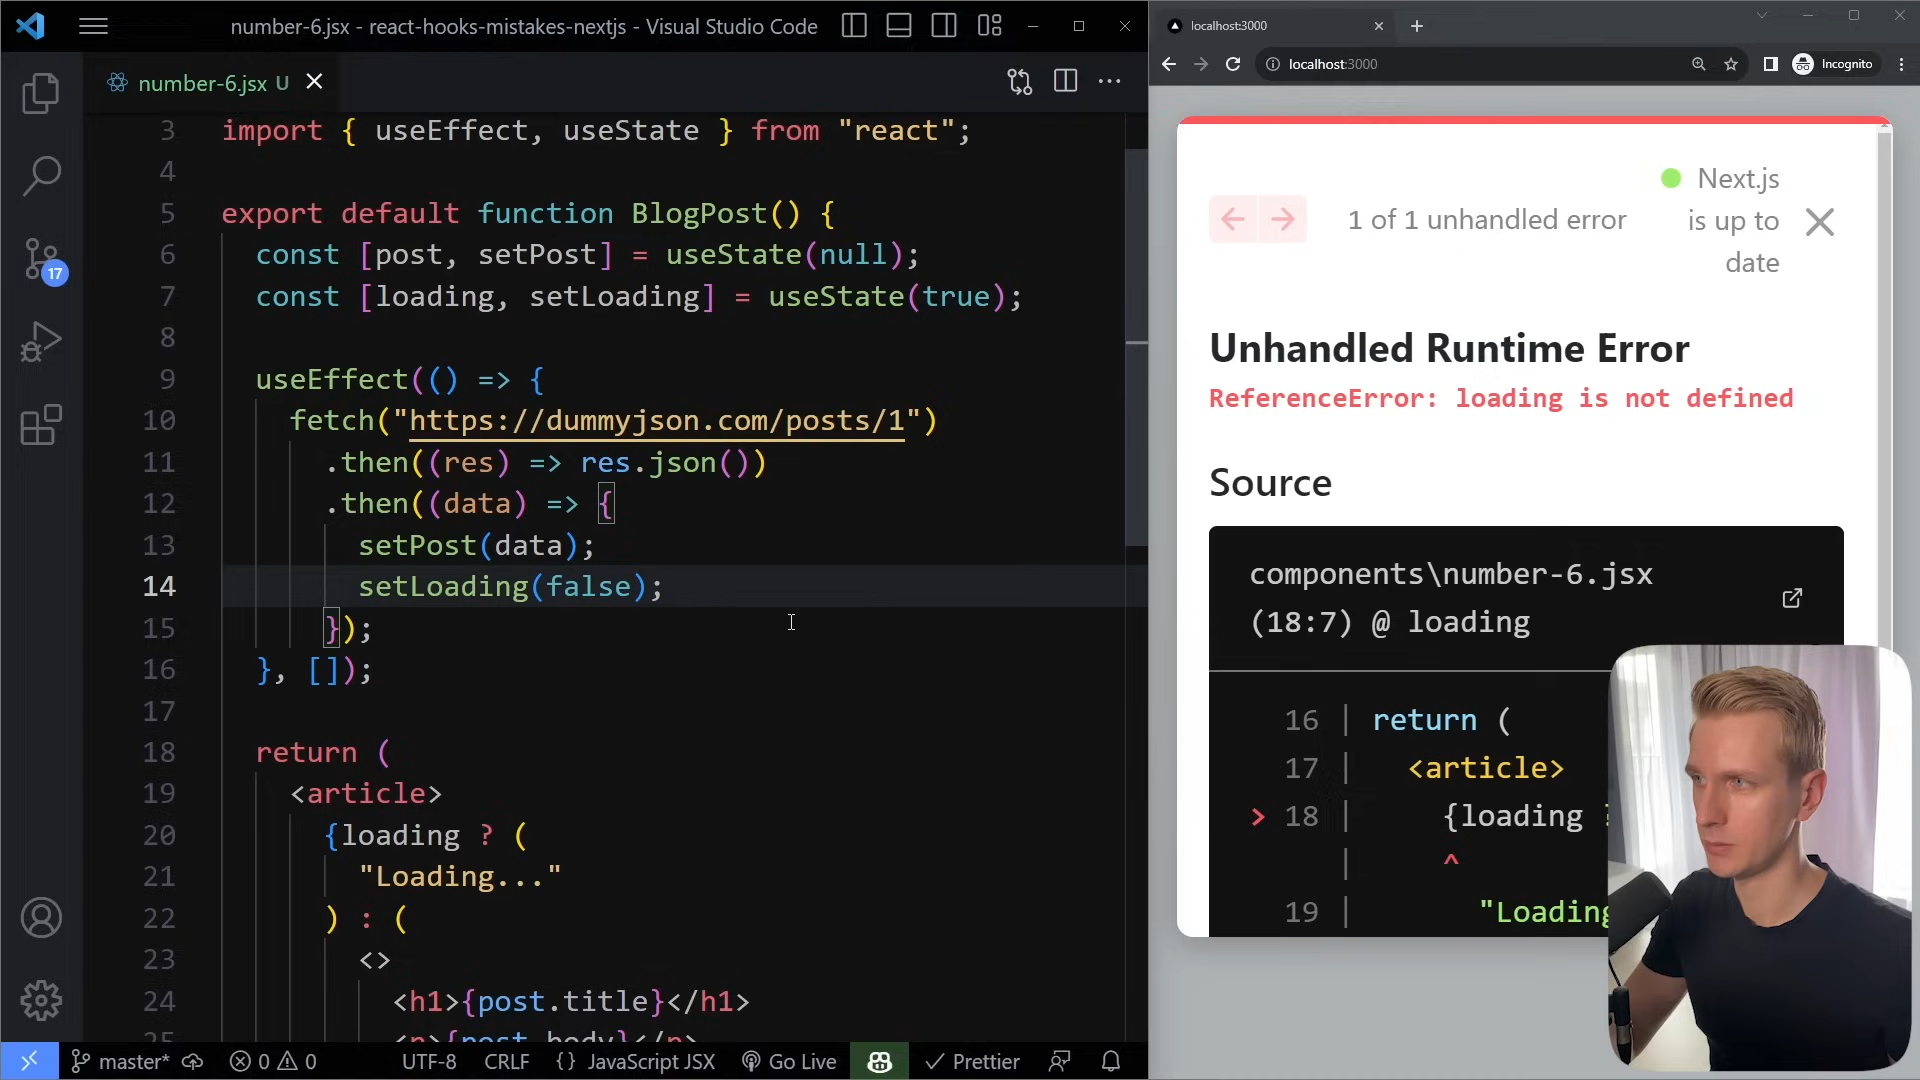 number-6.jsx - react-hooks-mistakes-nextjs - Visual Studio Code
number-6.jsx U
17
3 import { useEffect, useState } from "react";
4
5 export default function BlogPost() {
6 const [post, setPost] = useState(null);
7 const [loading, setLoading] = useState(true);
8
9 useEffect(() => {
10 fetch("https://dummyjson.com/posts/1")
11 .then((res) => res.json())
12 .then((data) => {
13 setPost(data);
14 setLoading(false);
15 });
16 }, []);
17
18 return (
19 <article>
20 {loading ? (
21 "Loading..."
22 ) : (
23 <>
24 <h1>{post.title}</h1>
25 <p>{post.body}</p>
master* 0 0 UTF-8 CRLF {} JavaScript JSX Go Live Prettier
localhost:3000
localhost:3000
Incognito
1 of 1 unhandled error
Next.js
is up to
date
Unhandled Runtime Error
ReferenceError: loading is not defined
Source
components\number-6.jsx
(18:7) @ loading
16 | return (
17 | <article>
> 18 | {loading
| ^
19 | "Loading